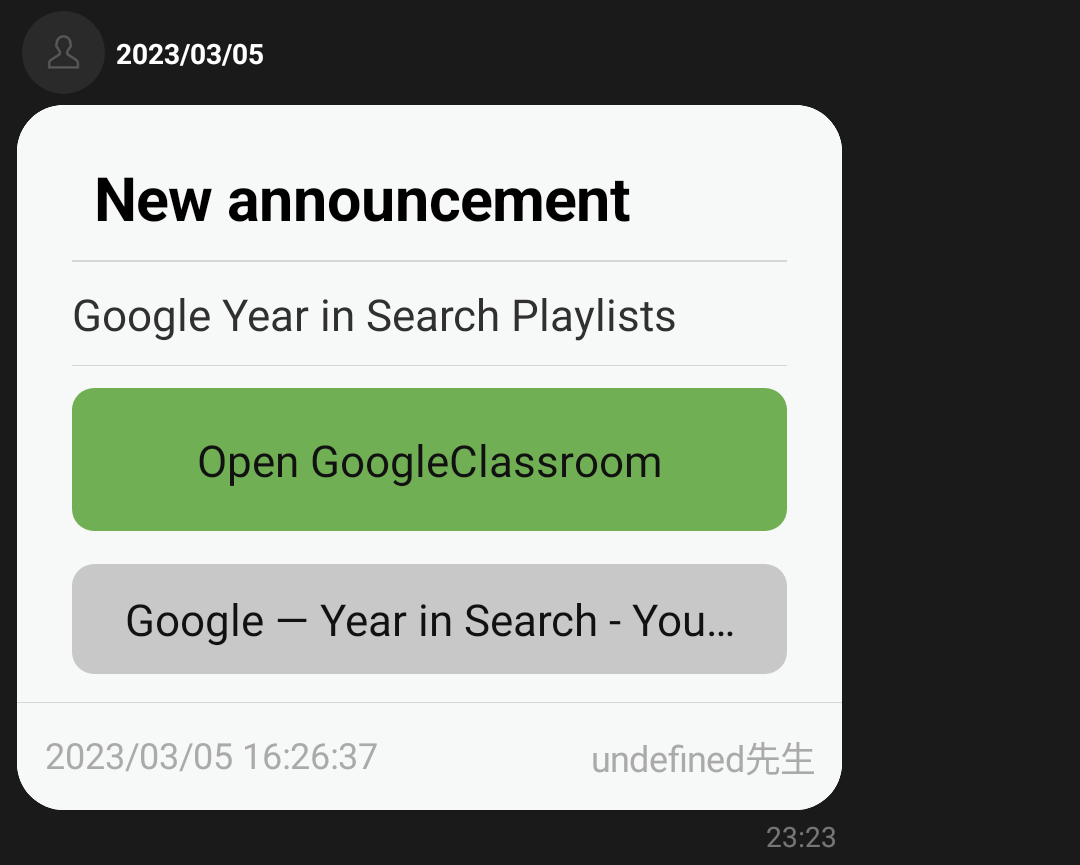 2023/03/05
New announcement
Google Year in Search Playlists
Open GoogleClassroom
Google — Year in Search - You…
2023/03/05 16:26:37
undefined先生
23:23